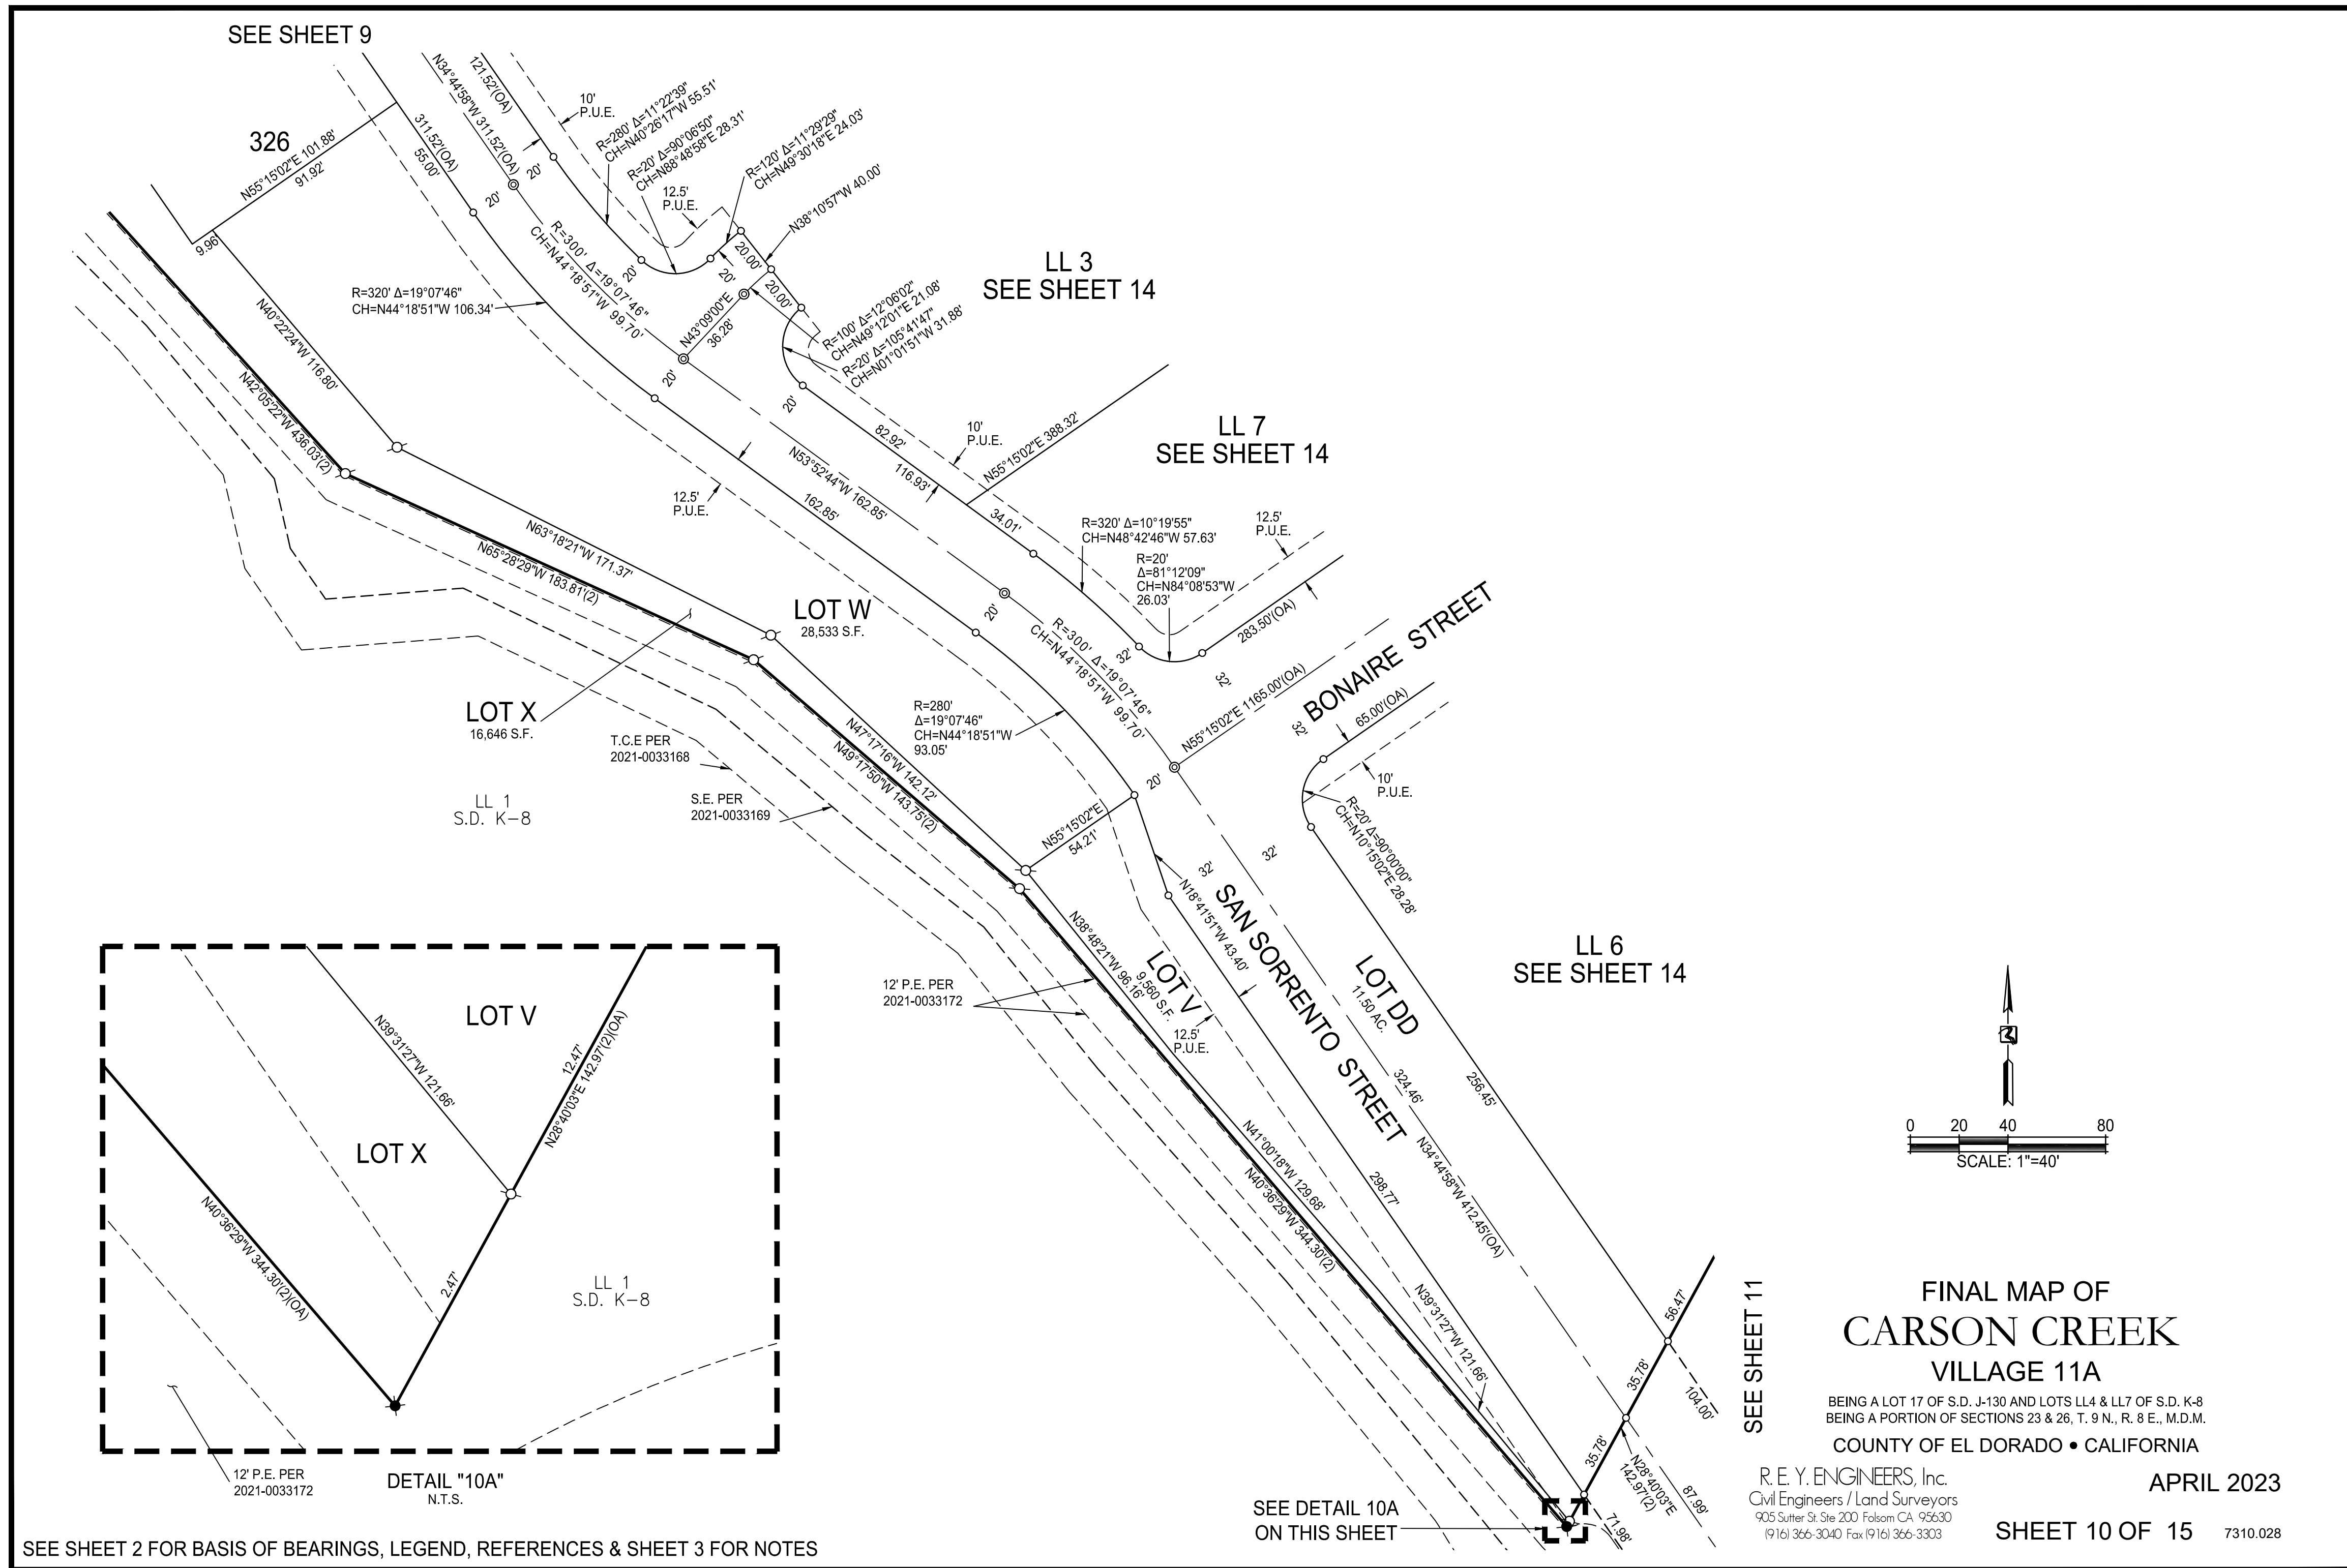 SEE SHEET 9
326
N55°15'02"E 101.88'
91.92'
9.96'
311.52'(OA)
55.00'
N34°44'58"W 311.52'(OA)
121.52'(OA)
20'
20'
20'
10'
P.U.E.
R=280' Δ=11°22'39"
CH=N40°26'17"W 55.51'
R=20' Δ=90°06'50"
CH=N88°48'58"E 28.31'
12.5'
P.U.E.
R=120' Δ=11°29'29"
CH=N49°30'18"E 24.03'
N38°10'57"W 40.00'
20.00'
20.00'
20'
20'
R=300' Δ=19°07'46"
CH=N44°18'51"W 99.70'
R=320' Δ=19°07'46"
CH=N44°18'51"W 106.34'
N43°09'00"E
36.28'
R=100' Δ=12°06'02"
CH=N49°12'01"E 21.08'
R=20' Δ=105°41'47"
CH=N01°01'51"W 31.88'
20'
20'
LL 3
SEE SHEET 14
N40°22'24"W 116.80'
N42°05'22"W 436.03'(2)
82.92'
116.93'
10'
P.U.E.
N55°15'02"E 388.32'
LL 7
SEE SHEET 14
N53°52'44"W 162.85'
162.85'
12.5'
P.U.E.
34.01'
R=320' Δ=10°19'55"
CH=N48°42'46"W 57.63'
12.5'
P.U.E.
R=20'
Δ=81°12'09"
CH=N84°08'53"W
26.03'
283.50'(OA)
N63°18'21"W 171.37'
N65°28'29"W 183.81'(2)
LOT W
28,533 S.F.
20'
R=300' Δ=19°07'46"
CH=N44°18'51"W 99.70'
32'
32'
N55°15'02"E 1165.00'(OA)
BONAIRE STREET
32'
65.00'(OA)
LOT X
16,646 S.F.
T.C.E PER
2021-0033168
S.E. PER
2021-0033169
LL 1
S.D. K-8
R=280'
Δ=19°07'46"
CH=N44°18'51"W
93.05'
N47°17'16"W 142.12'
N49°17'50"W 143.75'(2)
20'
10'
P.U.E.
R=20' Δ=90°00'00"
CH=N10°15'02"E 28.28'
N55°15'02"E
54.21'
32'
32'
N18°41'51"W 43.40'
SAN SORRENTO STREET
LOT DD
11.50 AC.
LL 6
SEE SHEET 14
N38°48'21"W 96.16'
LOT V
9,560 S.F.
12.5'
P.U.E.
12' P.E. PER
2021-0033172
324.46'
256.45'
N34°44'58"W 412.45'(OA)
298.77'
N41°00'18"W 129.68'
N40°36'29"W 344.30'(2)
N39°31'27"W 121.66'
56.47'
35.78'
35.78'
104.00'
N28°40'03"E
142.97'(2)
87.99'
71.98'
SEE SHEET 11
SEE DETAIL 10A
ON THIS SHEET
LOT V
N39°31'27"W 121.66'
12.47'
N28°40'03"E 142.97'(2)(OA)
LOT X
N40°36'29"W 344.30'(2)(OA)
2.47'
LL 1
S.D. K-8
12' P.E. PER
2021-0033172
DETAIL "10A"
N.T.S.
0 20 40 80
SCALE: 1"=40'
FINAL MAP OF
CARSON CREEK
VILLAGE 11A
BEING A LOT 17 OF S.D. J-130 AND LOTS LL4 & LL7 OF S.D. K-8
BEING A PORTION OF SECTIONS 23 & 26, T. 9 N., R. 8 E., M.D.M.
COUNTY OF EL DORADO • CALIFORNIA
R. E. Y. ENGINEERS, Inc.
Civil Engineers / Land Surveyors
905 Sutter St. Ste 200 Folsom CA 95630
(916) 366-3040 Fax (916) 366-3303
APRIL 2023
SHEET 10 OF 15
7310.028
SEE SHEET 2 FOR BASIS OF BEARINGS, LEGEND, REFERENCES & SHEET 3 FOR NOTES